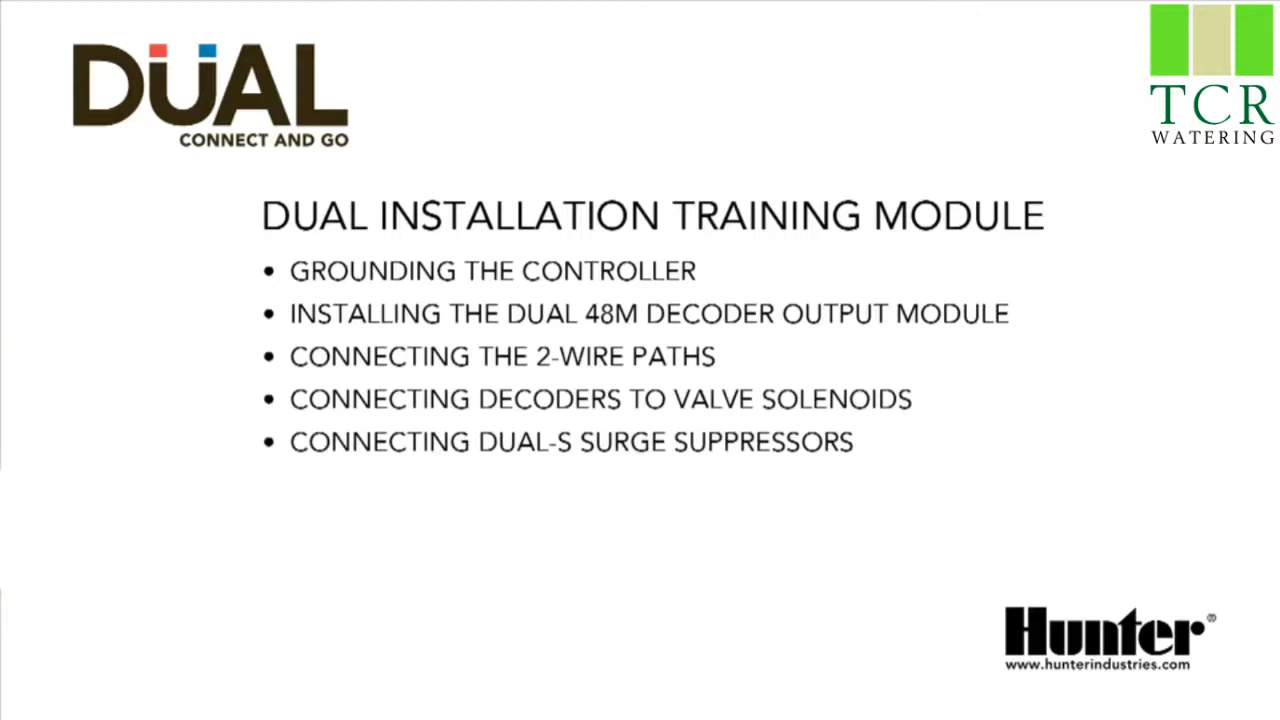 DUAL
CONNECT AND GO
TCR
WATERING
DUAL INSTALLATION TRAINING MODULE
• GROUNDING THE CONTROLLER
• INSTALLING THE DUAL 48M DECODER OUTPUT MODULE
• CONNECTING THE 2-WIRE PATHS
• CONNECTING DECODERS TO VALVE SOLENOIDS
• CONNECTING DUAL-S SURGE SUPPRESSORS
Hunter®
www.hunterindustries.com